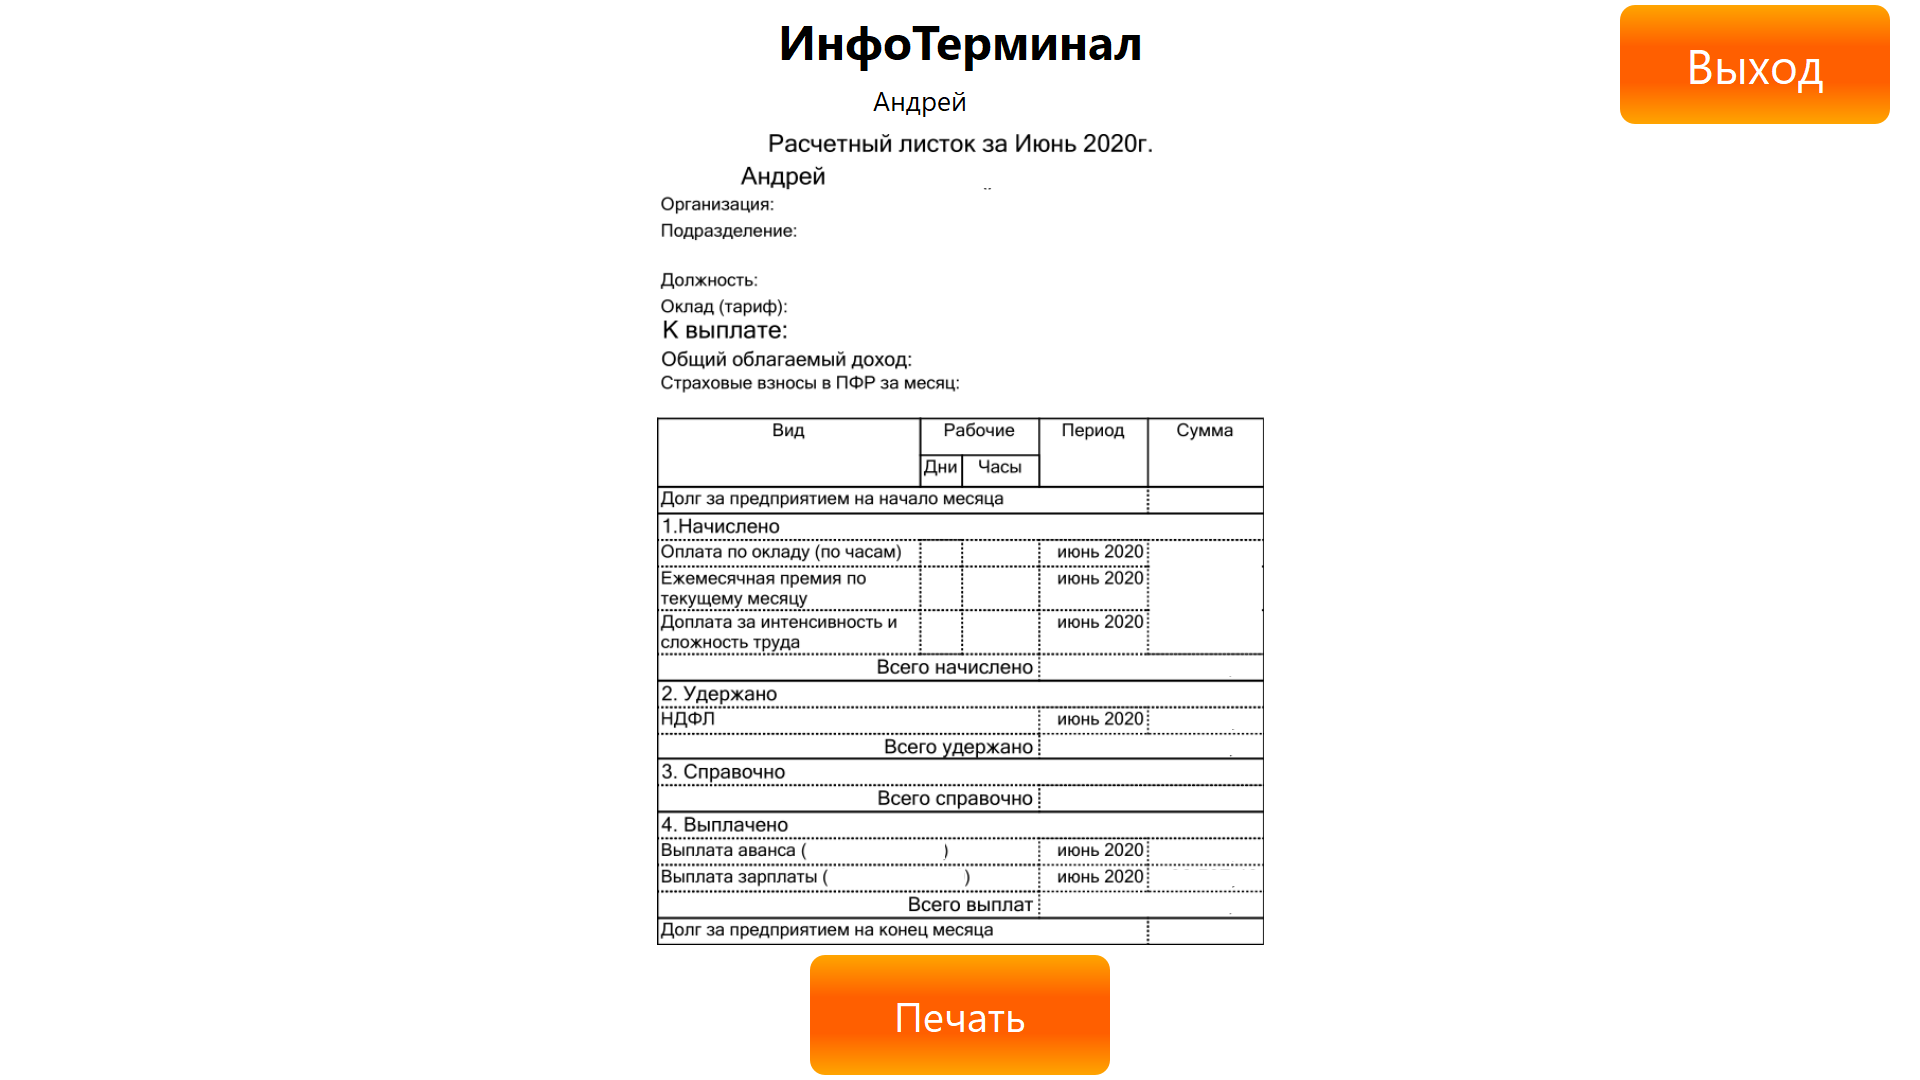 ИнфоТерминал
Выход
Андрей
Расчетный листок за Июнь 2020г.
Андрей
Организация:
Подразделение:
Должность:
Оклад (тариф):
К выплате:
Общий облагаемый доход:
Страховые взносы в ПФР за месяц:
Вид Рабочие Период Сумма
Дни Часы
Долг за предприятием на начало месяца
1.Начислено
Оплата по окладу (по часам) июнь 2020
Ежемесячная премия по июнь 2020
текущему месяцу
Доплата за интенсивность и июнь 2020
сложность труда
Всего начислено
2. Удержано
НДФЛ июнь 2020
Всего удержано
3. Справочно
Всего справочно
4. Выплачено
Выплата аванса ( ) июнь 2020
Выплата зарплаты ( ) июнь 2020
Всего выплат
Долг за предприятием на конец месяца
Печать